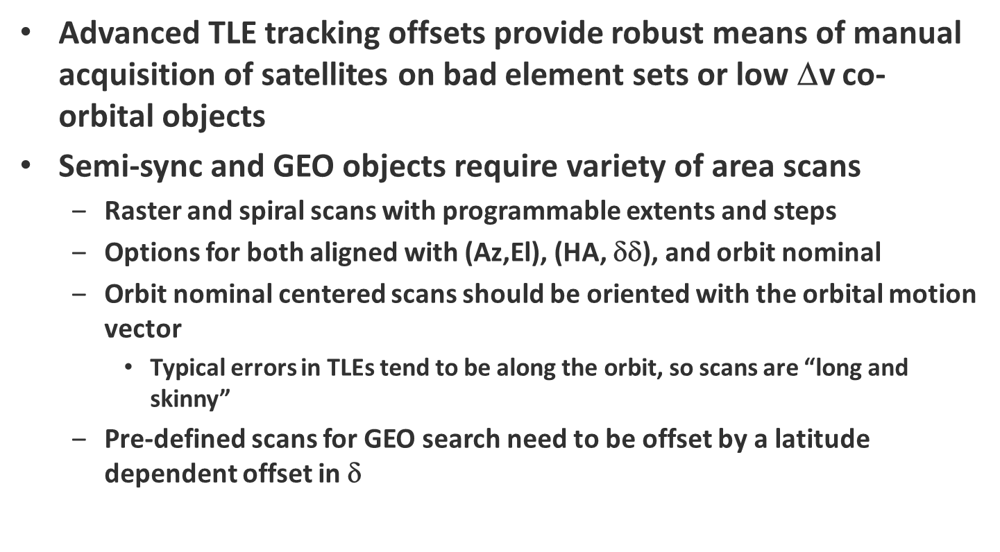 • Advanced TLE tracking offsets provide robust means of manual
acquisition of satellites on bad element sets or low Δv co-
orbital objects
• Semi-sync and GEO objects require variety of area scans
– Raster and spiral scans with programmable extents and steps
– Options for both aligned with (Az,El), (HA, δδ), and orbit nominal
– Orbit nominal centered scans should be oriented with the orbital motion
vector
• Typical errors in TLEs tend to be along the orbit, so scans are “long and
skinny”
– Pre-defined scans for GEO search need to be offset by a latitude
dependent offset in δ